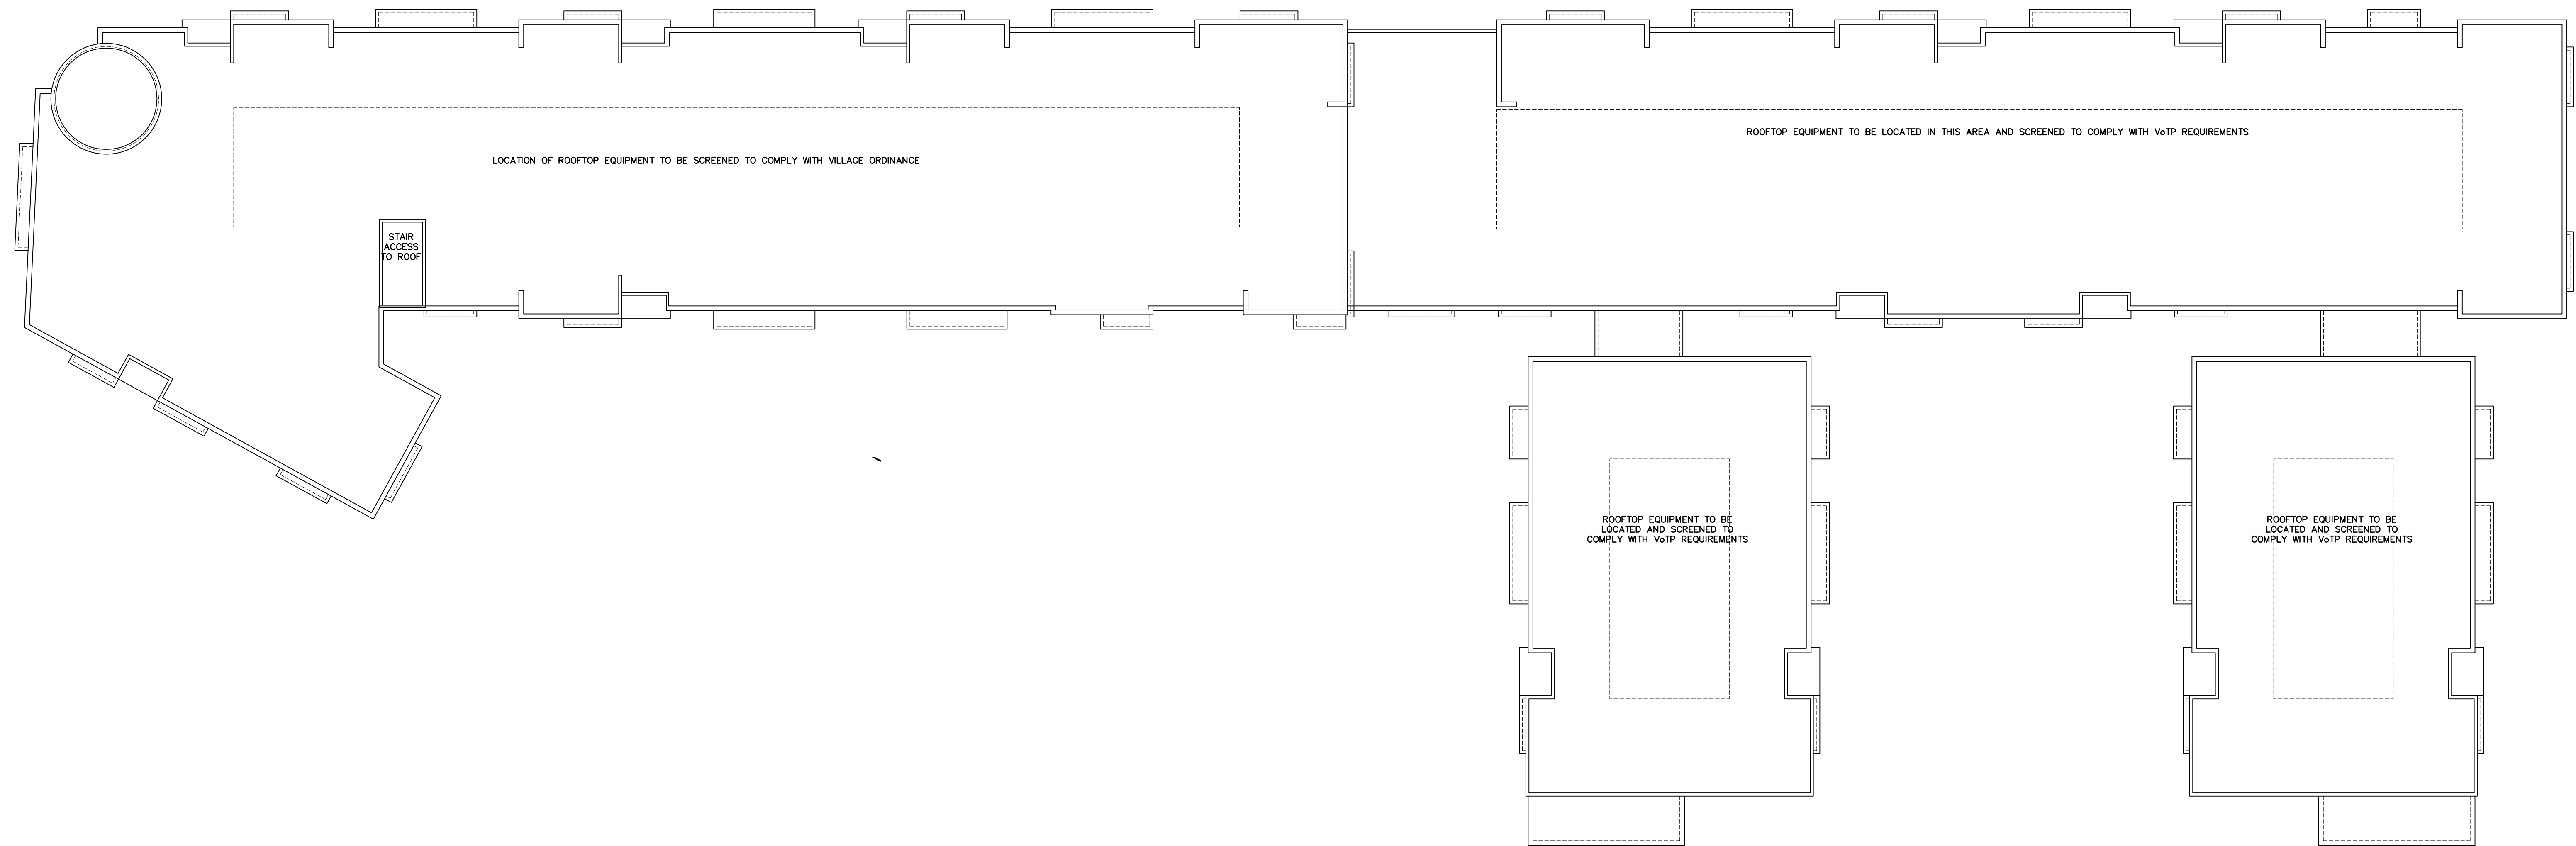 ROOFTOP EQUIPMENT TO BE LOCATED IN THIS AREA AND SCREENED TO COMPLY WITH VoTP REQUIREMENTS
LOCATION OF ROOFTOP EQUIPMENT TO BE SCREENED TO COMPLY WITH VILLAGE ORDINANCE
STAIR
ACCESS
TO ROOF
ROOFTOP EQUIPMENT TO BE
LOCATED AND SCREENED TO
COMPLY WITH VoTP REQUIREMENTS
ROOFTOP EQUIPMENT TO BE
LOCATED AND SCREENED TO
COMPLY WITH VoTP REQUIREMENTS